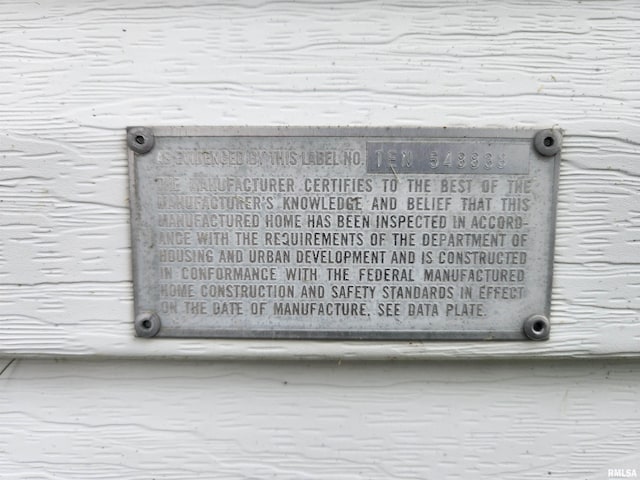 AS EVIDENCED BY THIS LABEL NO. TEN
THE MANUFACTURER CERTIFIES TO THE BEST OF THE
MANUFACTURER'S KNOWLEDGE AND BELIEF THAT THIS
MANUFACTURED HOME HAS BEEN INSPECTED IN ACCORD-
ANCE WITH THE REQUIREMENTS OF THE DEPARTMENT OF
HOUSING AND URBAN DEVELOPMENT AND IS CONSTRUCTED
IN CONFORMANCE WITH THE FEDERAL MANUFACTURED
HOME CONSTRUCTION AND SAFETY STANDARDS IN EFFECT
ON THE DATE OF MANUFACTURE. SEE DATA PLATE.
RMLSA